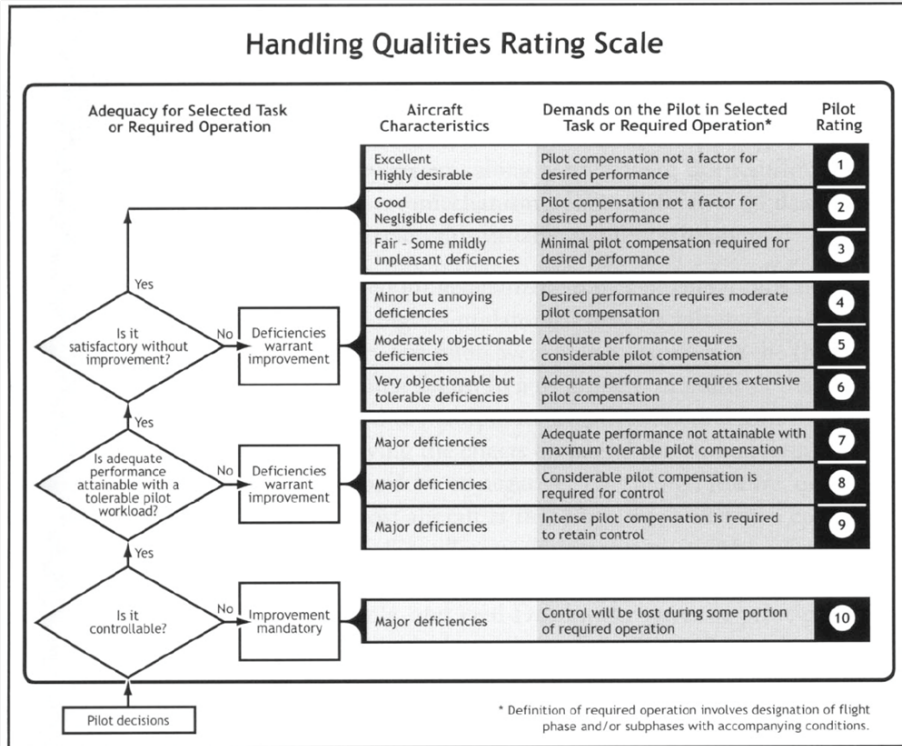 Handling Qualities Rating Scale
Adequacy for Selected Task
or Required Operation
Aircraft
Characteristics
Demands on the Pilot in Selected
Task or Required Operation*
Pilot
Rating
Excellent
Highly desirable
Pilot compensation not a factor for
desired performance
1
Good
Negligible deficiencies
Pilot compensation not a factor for
desired performance
2
Fair - Some mildly
unpleasant deficiencies
Minimal pilot compensation required for
desired performance
3
Yes
Is it
satisfactory without
improvement?
No
Deficiencies
warrant
improvement
Minor but annoying
deficiencies
Desired performance requires moderate
pilot compensation
4
Moderately objectionable
deficiencies
Adequate performance requires
considerable pilot compensation
5
Very objectionable but
tolerable deficiencies
Adequate performance requires extensive
pilot compensation
6
Yes
Is adequate
performance
attainable with a
tolerable pilot
workload?
No
Deficiencies
warrant
improvement
Major deficiencies
Adequate performance not attainable with
maximum tolerable pilot compensation
7
Major deficiencies
Considerable pilot compensation is
required for control
8
Major deficiencies
Intense pilot compensation is required
to retain control
9
Yes
Is it
controllable?
No
Improvement
mandatory
Major deficiencies
Control will be lost during some portion
of required operation
10
Pilot decisions
* Definition of required operation involves designation of flight
phase and/or subphases with accompanying conditions.